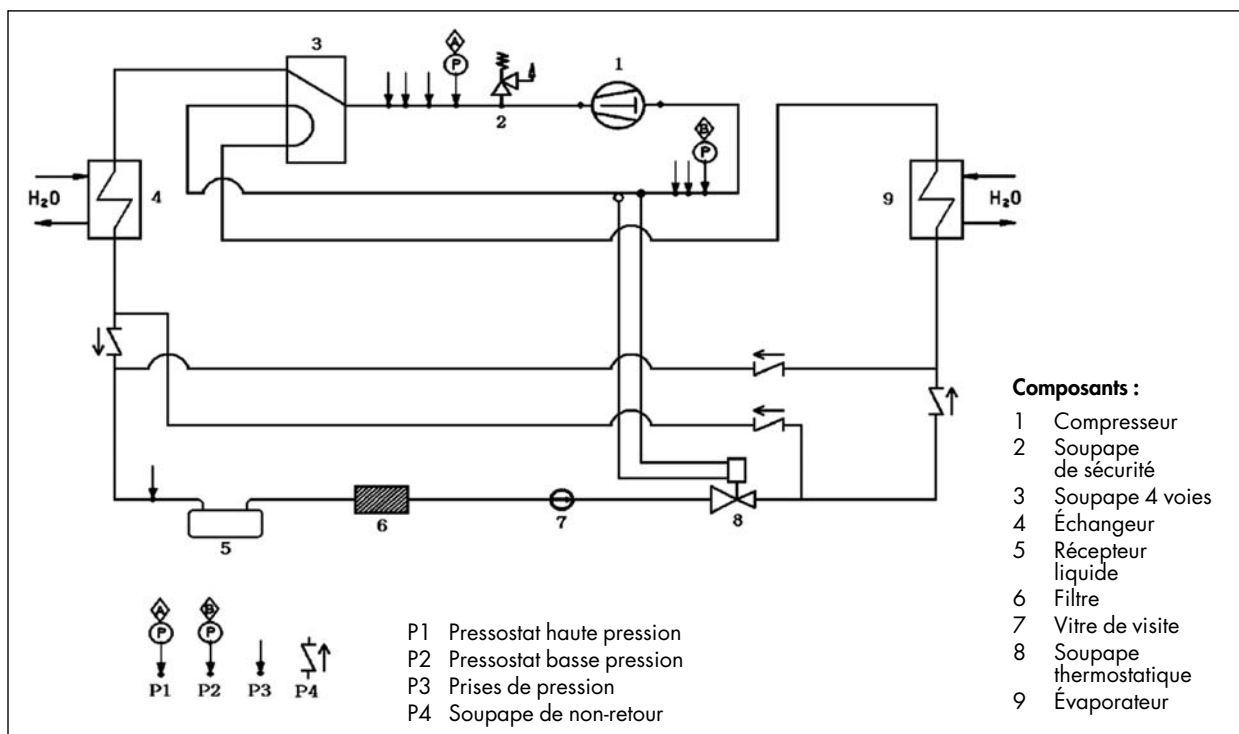 3
A
P
1
2
B
P
H₂O
4
9
H₂O
5
6
7
8
Composants :
1 Compresseur
2 Soupape
de sécurité
3 Soupape 4 voies
4 Échangeur
5 Récepteur
liquide
6 Filtre
7 Vitre de visite
8 Soupape
thermostatique
9 Évaporateur
A
P
B
P
P1 P2 P3 P4
P1 Pressostat haute pression
P2 Pressostat basse pression
P3 Prises de pression
P4 Soupape de non-retour